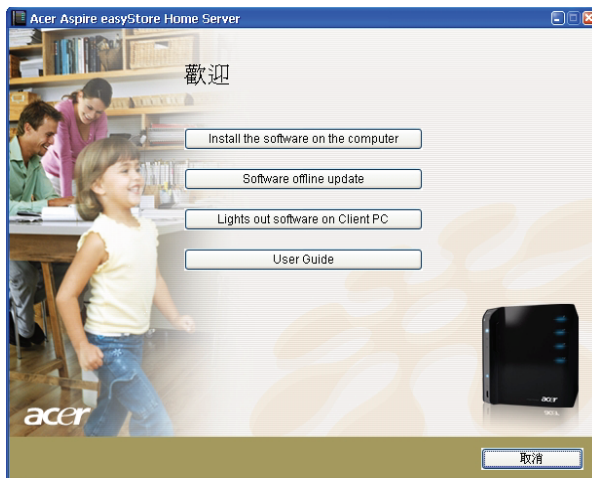 Acer Aspire easyStore Home Server
歡迎
Install the software on the computer
Software offline update
Lights out software on Client PC
User Guide
acer
acer
取消